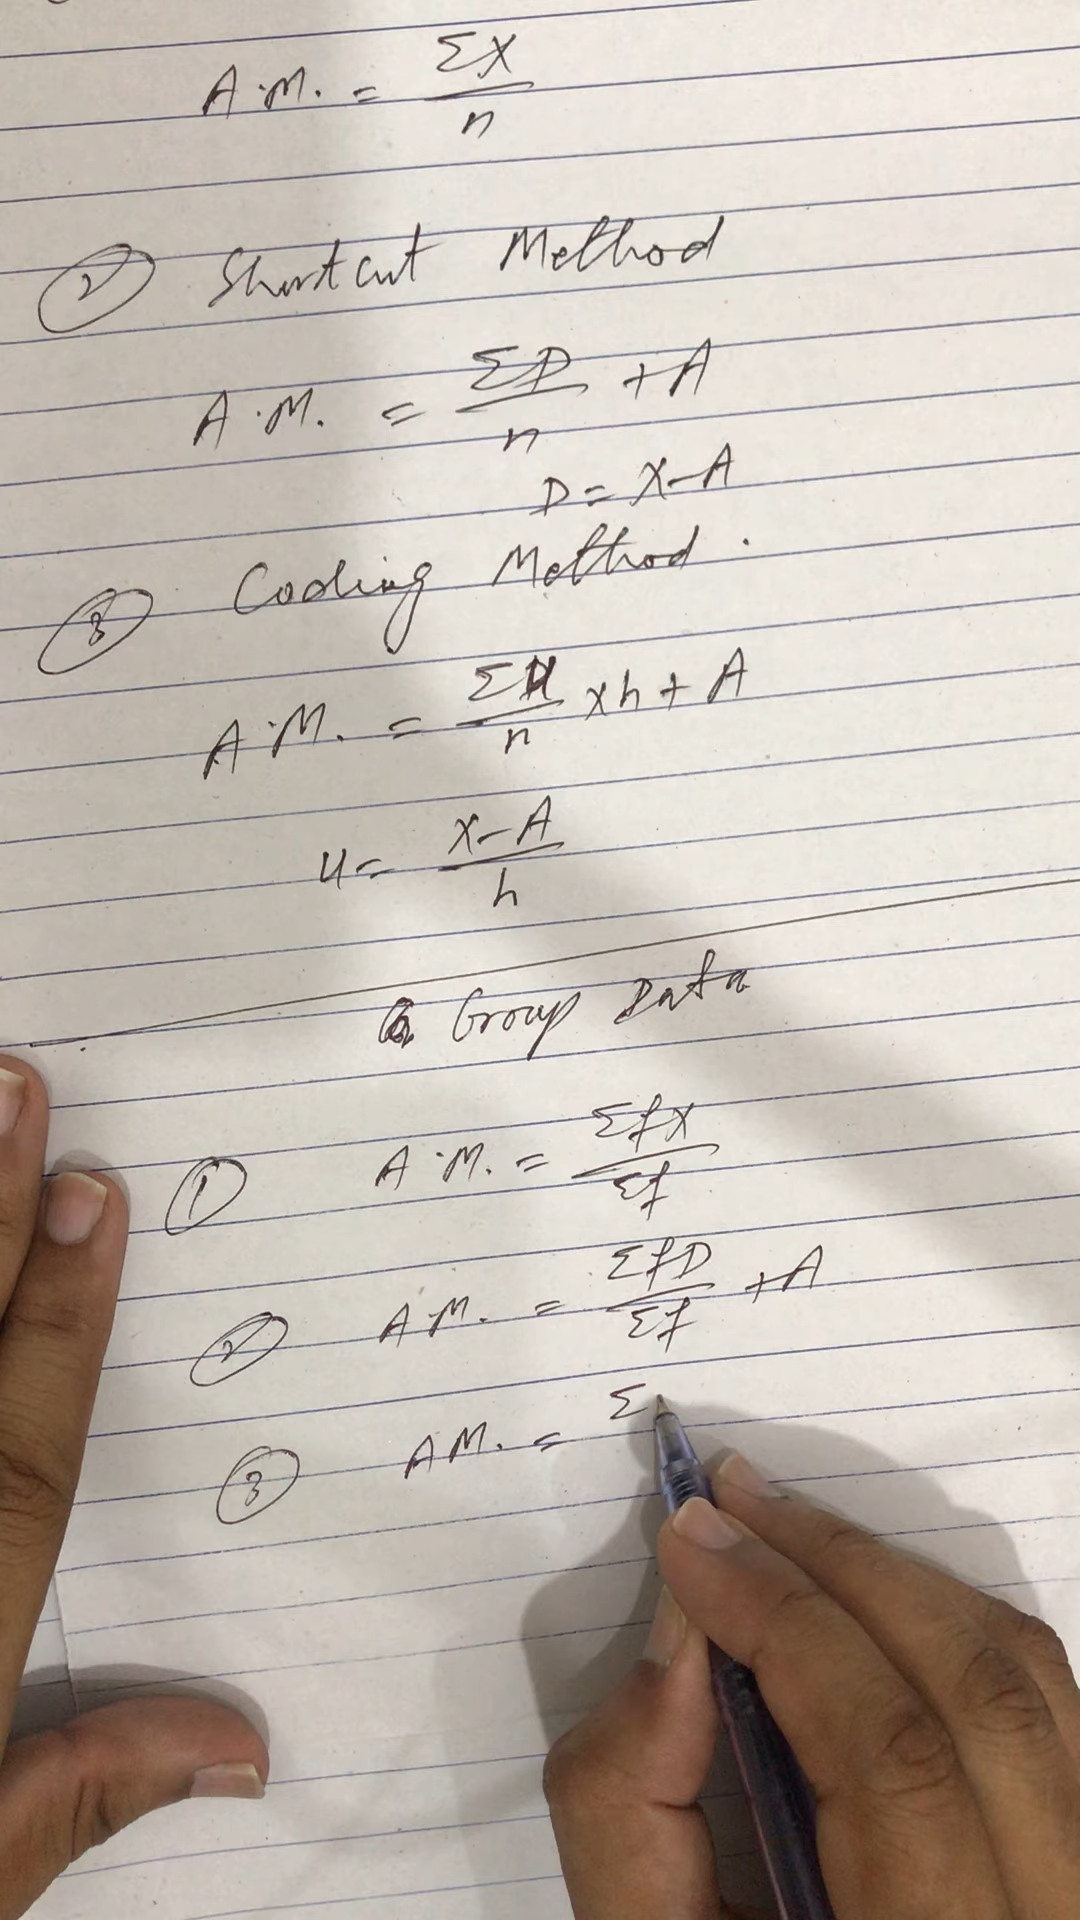 A.M. = ΣX / n
② Shortcut Method
A.M. = ΣD / n + A
D = X-A
③ Coding Method.
A.M. = Σu / n x h + A
u = X-A / h
Group Data
① A.M. = ΣfX / Σf
② A.M. = ΣfD / Σf + A
③ A.M. = Σ